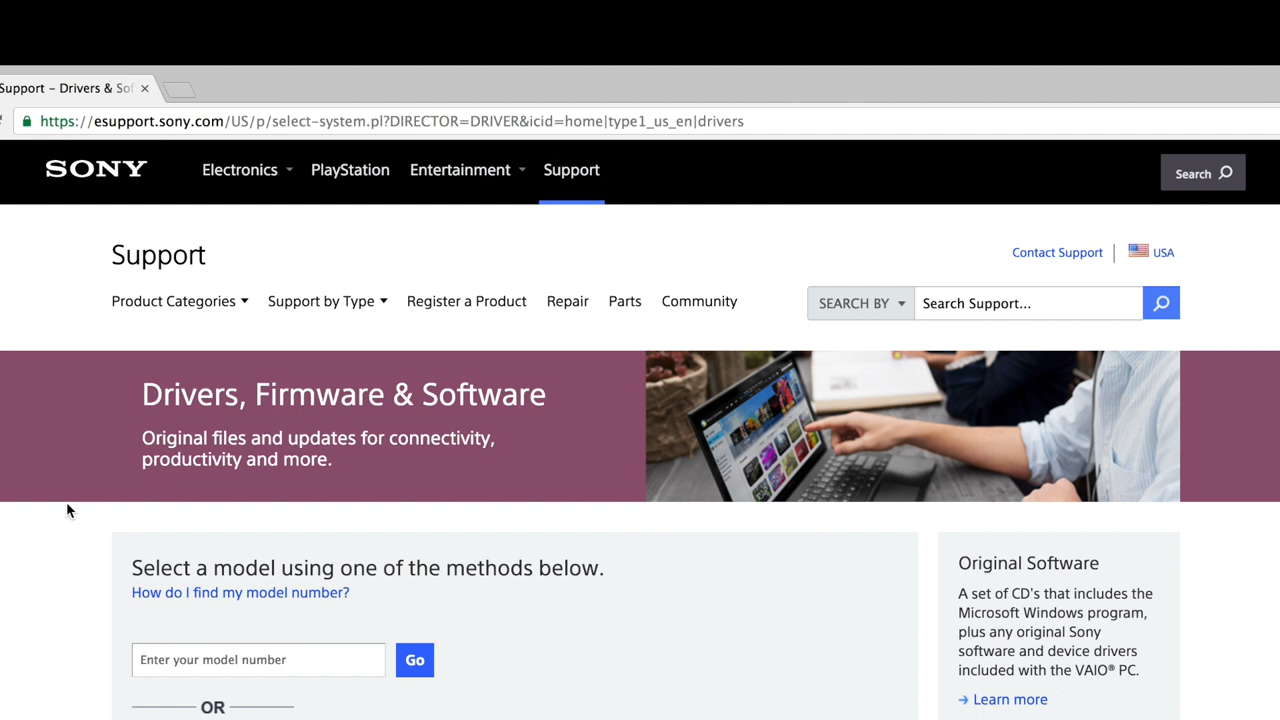 Support – Drivers & Sof
https://esupport.sony.com/US/p/select-system.pl?DIRECTOR=DRIVER&icid=home|type1_us_en|drivers
SONY Electronics PlayStation Entertainment Support Search
Support
Contact Support USA
Product Categories Support by Type Register a Product Repair Parts Community SEARCH BY Search Support...
Drivers, Firmware & Software
Original files and updates for connectivity,
productivity and more.
Select a model using one of the methods below.
How do I find my model number?
Enter your model number Go
OR
Original Software
A set of CD's that includes the
Microsoft Windows program,
plus any original Sony
software and device drivers
included with the VAIO® PC.
Learn more